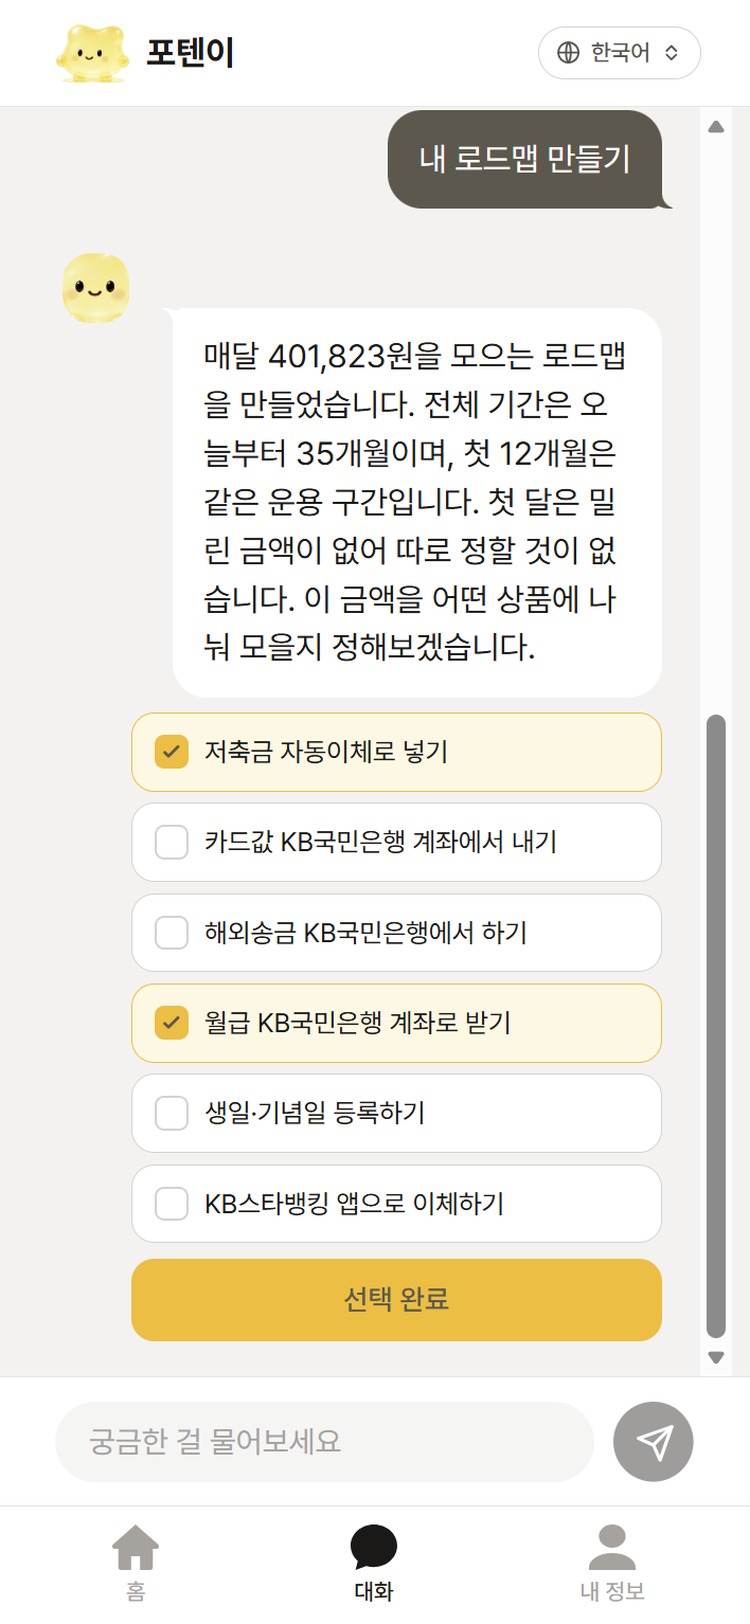 포텐이
한국어
내 로드맵 만들기
매달 401,823원을 모으는 로드맵
을 만들었습니다. 전체 기간은 오
늘부터 35개월이며, 첫 12개월은
같은 운용 구간입니다. 첫 달은 밀
린 금액이 없어 따로 정할 것이 없
습니다. 이 금액을 어떤 상품에 나
눠 모을지 정해보겠습니다.
저축금 자동이체로 넣기
카드값 KB국민은행 계좌에서 내기
해외송금 KB국민은행에서 하기
월급 KB국민은행 계좌로 받기
생일·기념일 등록하기
KB스타뱅킹 앱으로 이체하기
선택 완료
궁금한 걸 물어보세요
홈
대화
내 정보